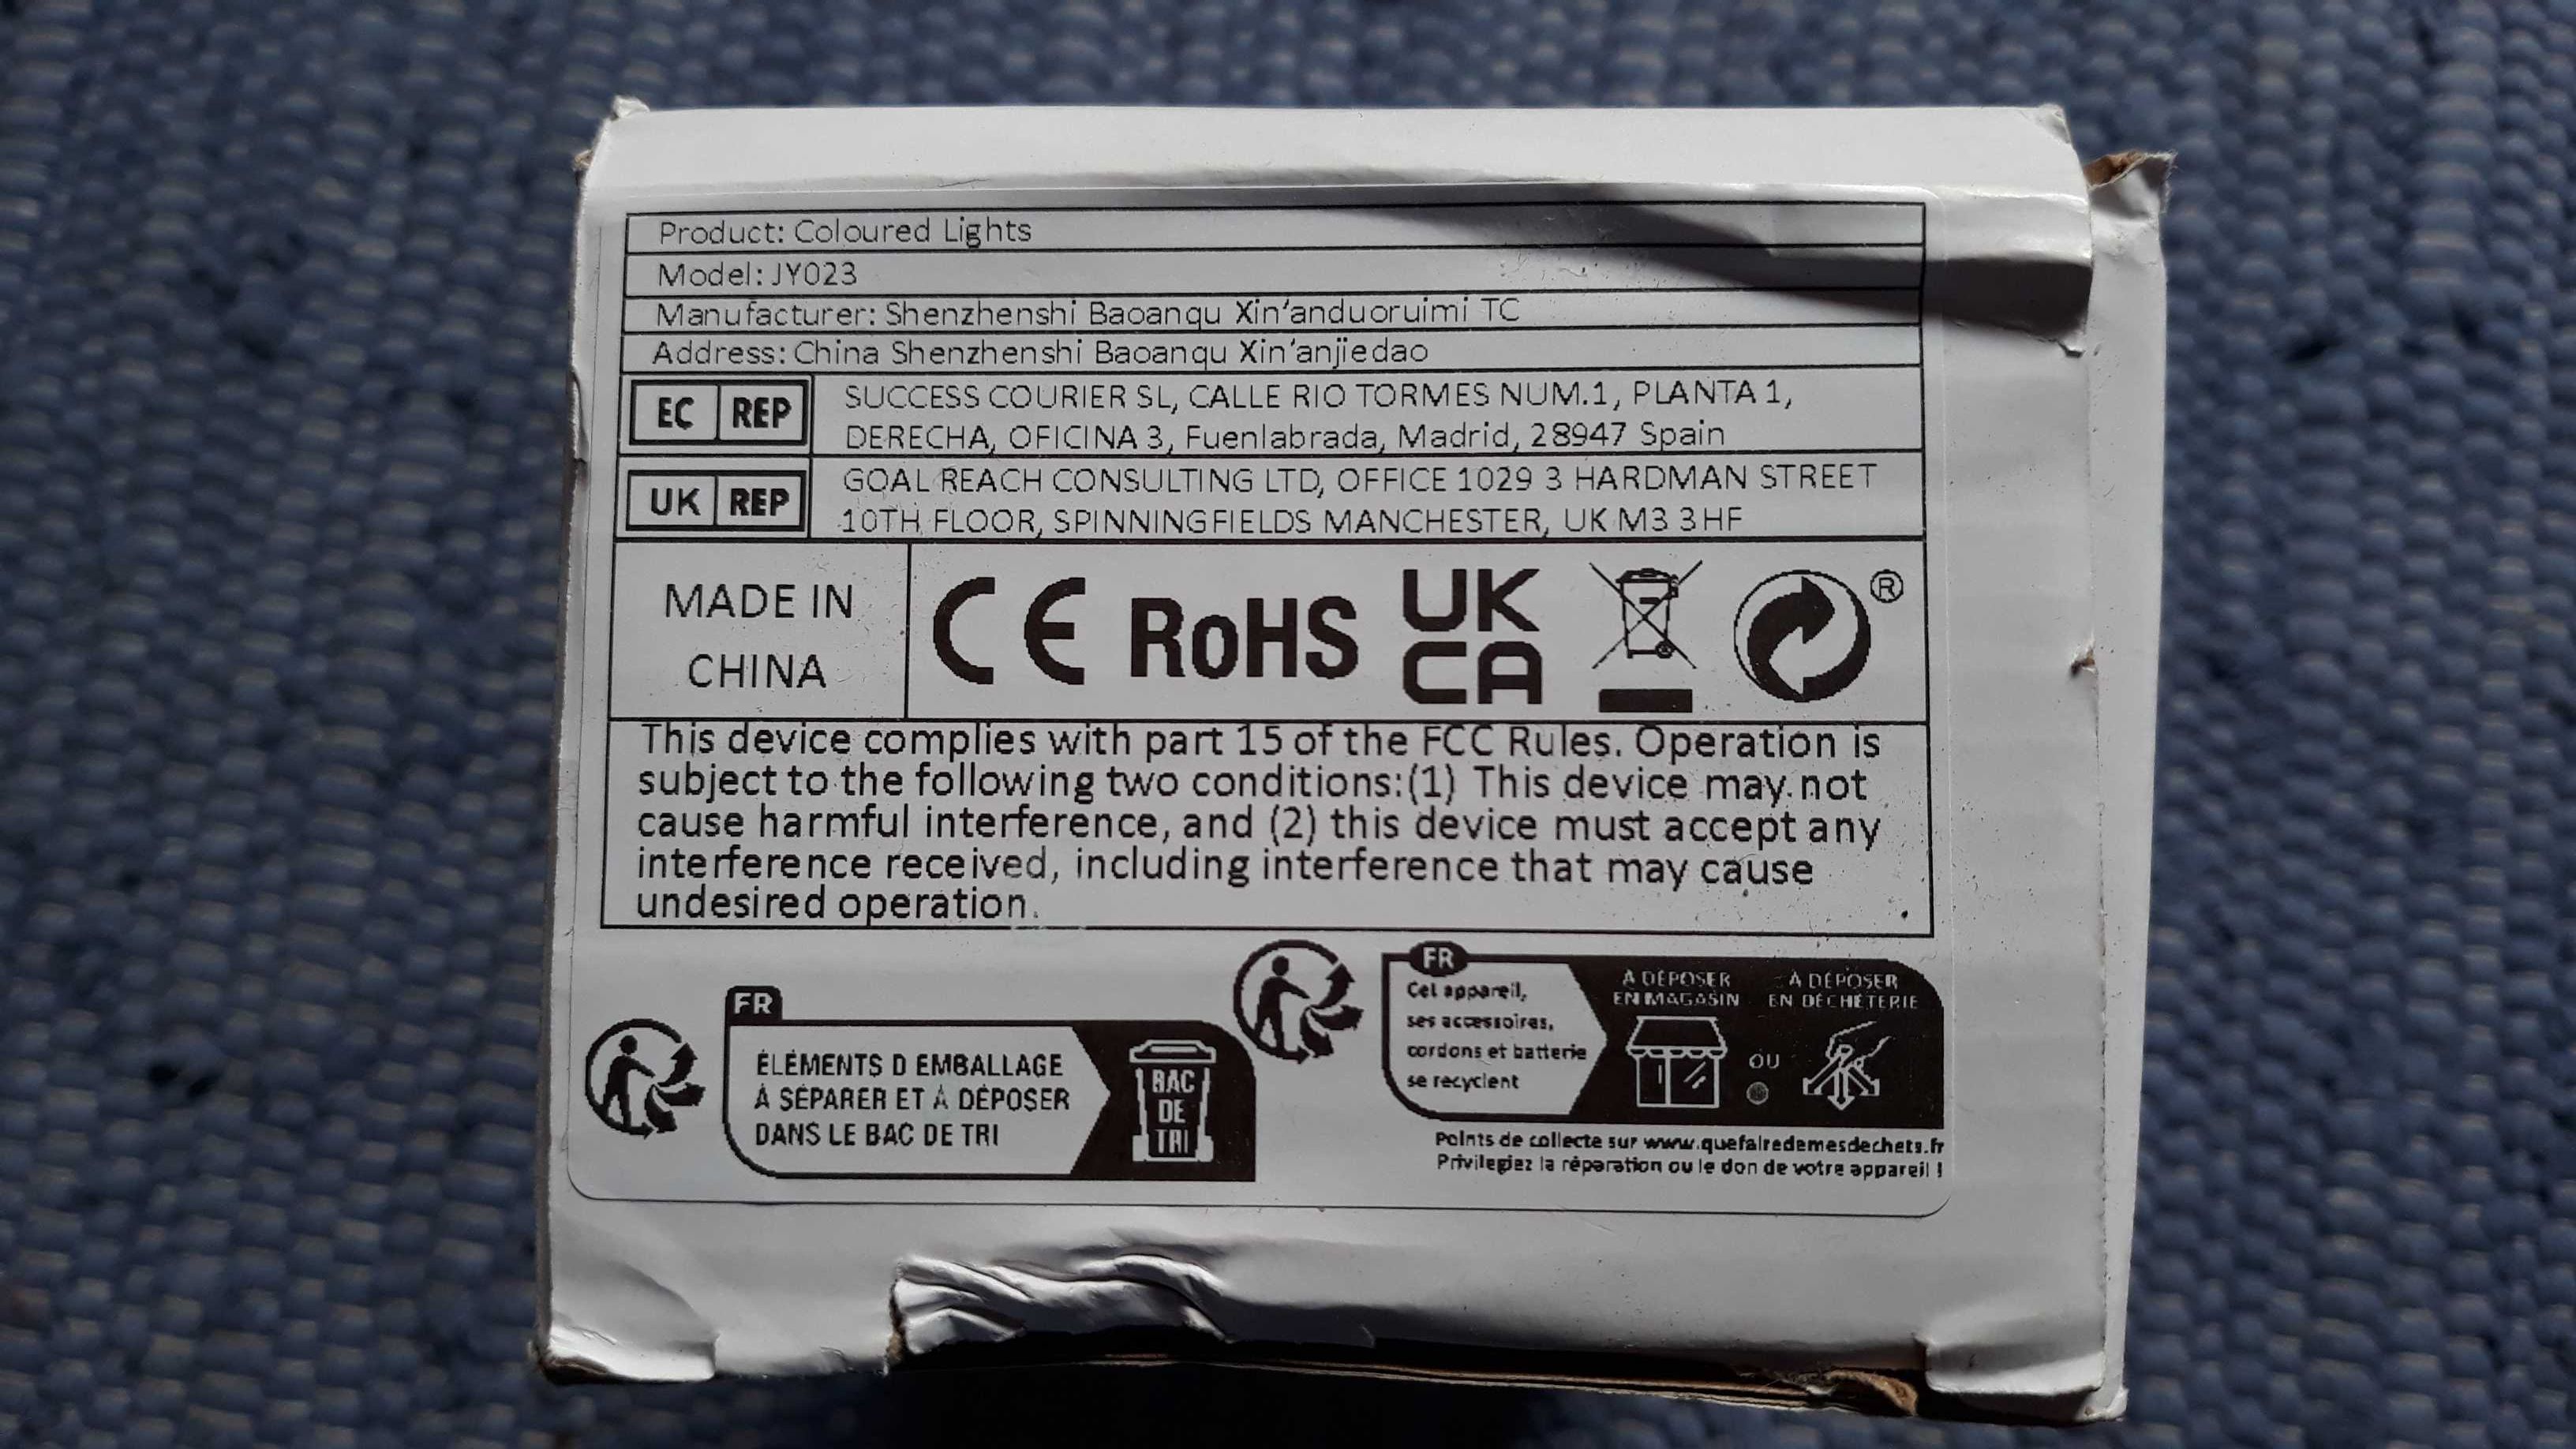 Product: Coloured Lights
Model: JY023
Manufacturer: Shenzhenshi Baoanqu Xin'anduoruimi TC
Address: China Shenzhenshi Baoanqu Xin'anjiedao
EC REP
SUCCESS COURIER SL, CALLE RIO TORMES NUM.1, PLANTA 1,
DERECHA, OFICINA 3, Fuenlabrada, Madrid, 28947 Spain
UK REP
GOAL REACH CONSULTING LTD, OFFICE 1029 3 HARDMAN STREET
10TH FLOOR, SPINNINGFIELDS MANCHESTER, UK M3 3HF
MADE IN
CHINA
CE RoHS UK
CA
®
This device complies with part 15 of the FCC Rules. Operation is
subject to the following two conditions:(1) This device may not
cause harmful interference, and (2) this device must accept any
interference received, including interference that may cause
undesired operation.
FR
ÉLÉMENTS D EMBALLAGE
À SÉPARER ET À DÉPOSER
DANS LE BAC DE TRI
BAC
DE
TRI
FR
Cet appareil,
ses accessoires,
cordons et batterie
se recyclent
À DÉPOSER
EN MAGASIN
OU
À DÉPOSER
EN DÉCHÈTERIE
Points de collecte sur www.quefairedemesdechets.fr
Privilégiez la réparation ou le don de votre appareil !